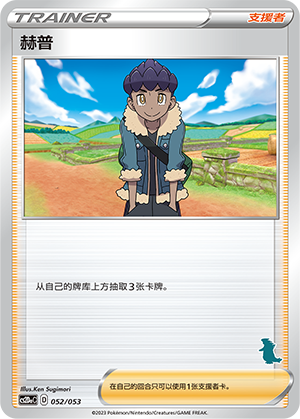 TRAINER 支援者
赫普
从自己的牌库上方抽取3张卡牌。
Illus.Ken Sugimori
D 052/053
在自己的回合只可以使用1张支援者卡。
©2023 Pokémon/Nintendo/Creatures/GAME FREAK.